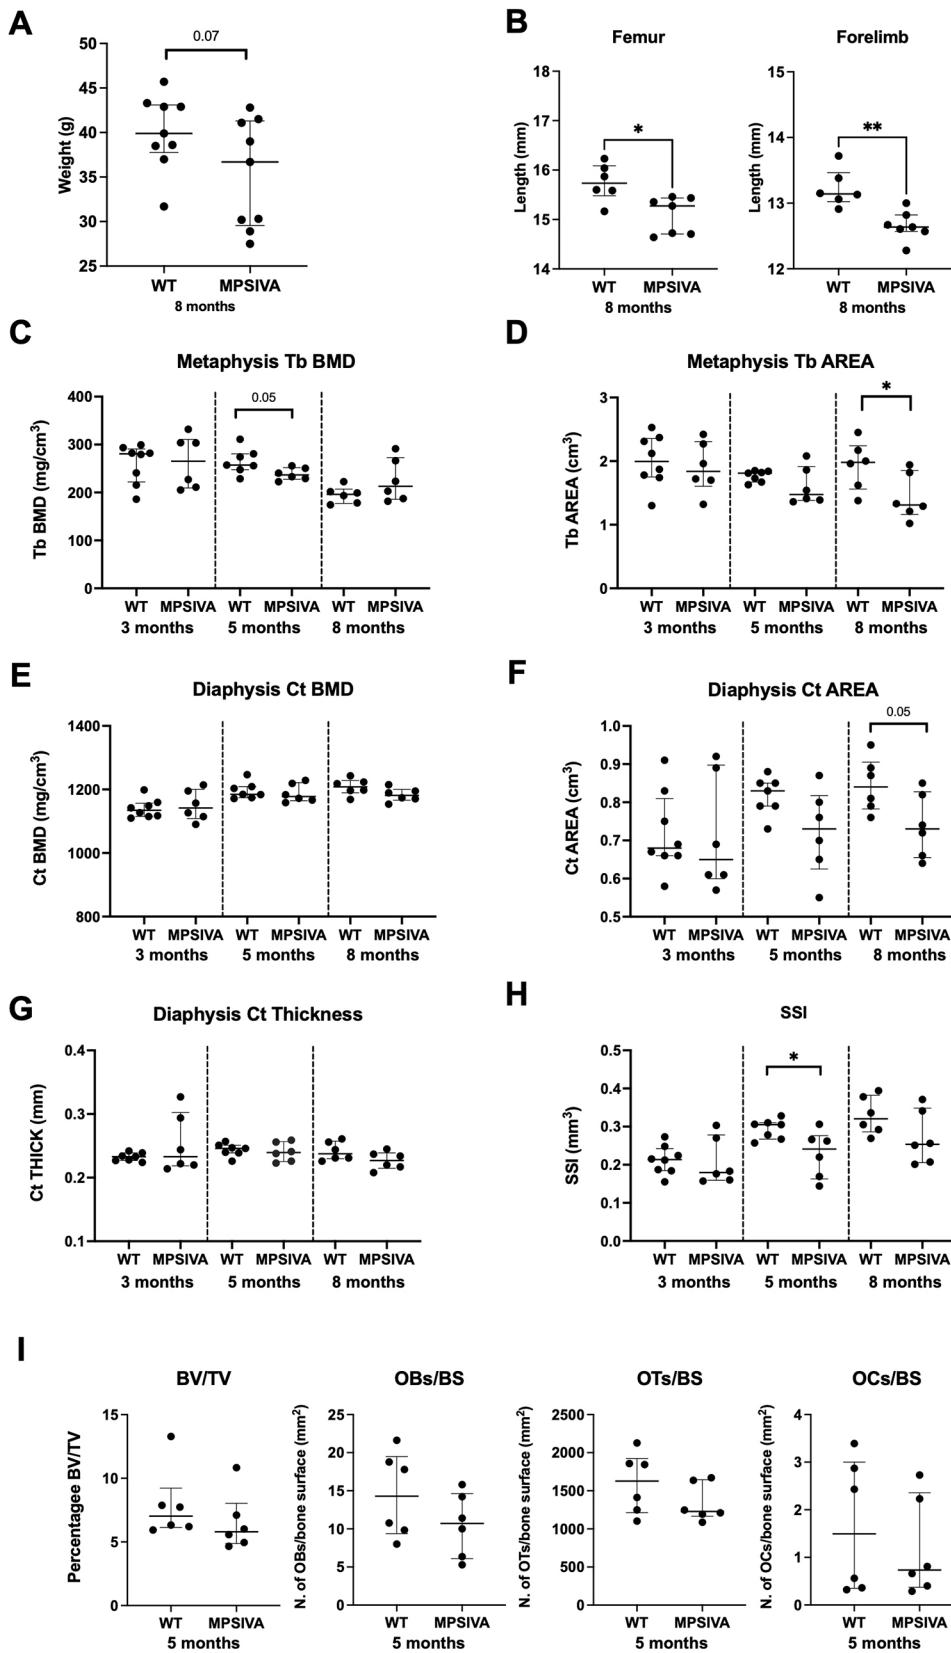 A
0.07
Weight (g)
50
45
40
35
30
25
WT MPSIVA
8 months
B
Femur
*
Length (mm)
18
17
16
15
14
WT MPSIVA
8 months
Forelimb
**
Length (mm)
15
14
13
12
WT MPSIVA
8 months
C
Metaphysis Tb BMD
0.05
Tb BMD (mg/cm3)
400
300
200
100
0
WT MPSIVA WT MPSIVA WT MPSIVA
3 months 5 months 8 months
D
Metaphysis Tb AREA
*
Tb AREA (cm3)
3
2
1
0
WT MPSIVA WT MPSIVA WT MPSIVA
3 months 5 months 8 months
E
Diaphysis Ct BMD
Ct BMD (mg/cm3)
1400
1200
1000
800
WT MPSIVA WT MPSIVA WT MPSIVA
3 months 5 months 8 months
F
Diaphysis Ct AREA
0.05
Ct AREA (cm3)
1.0
0.9
0.8
0.7
0.6
0.5
WT MPSIVA WT MPSIVA WT MPSIVA
3 months 5 months 8 months
G
Diaphysis Ct Thickness
Ct THICK (mm)
0.4
0.3
0.2
0.1
WT MPSIVA WT MPSIVA WT MPSIVA
3 months 5 months 8 months
H
SSI
*
SSI (mm3)
0.5
0.4
0.3
0.2
0.1
0.0
WT MPSIVA WT MPSIVA WT MPSIVA
3 months 5 months 8 months
I
BV/TV
Percentagee BV/TV
15
10
5
0
WT MPSIVA
5 months
OBs/BS
N. of OBs/bone surface (mm2)
25
20
15
10
5
0
WT MPSIVA
5 months
OTs/BS
N. of OTs/bone surface (mm2)
2500
2000
1500
1000
500
0
WT MPSIVA
5 months
OCs/BS
N. of OCs/bone surface (mm2)
4
3
2
1
0
WT MPSIVA
5 months